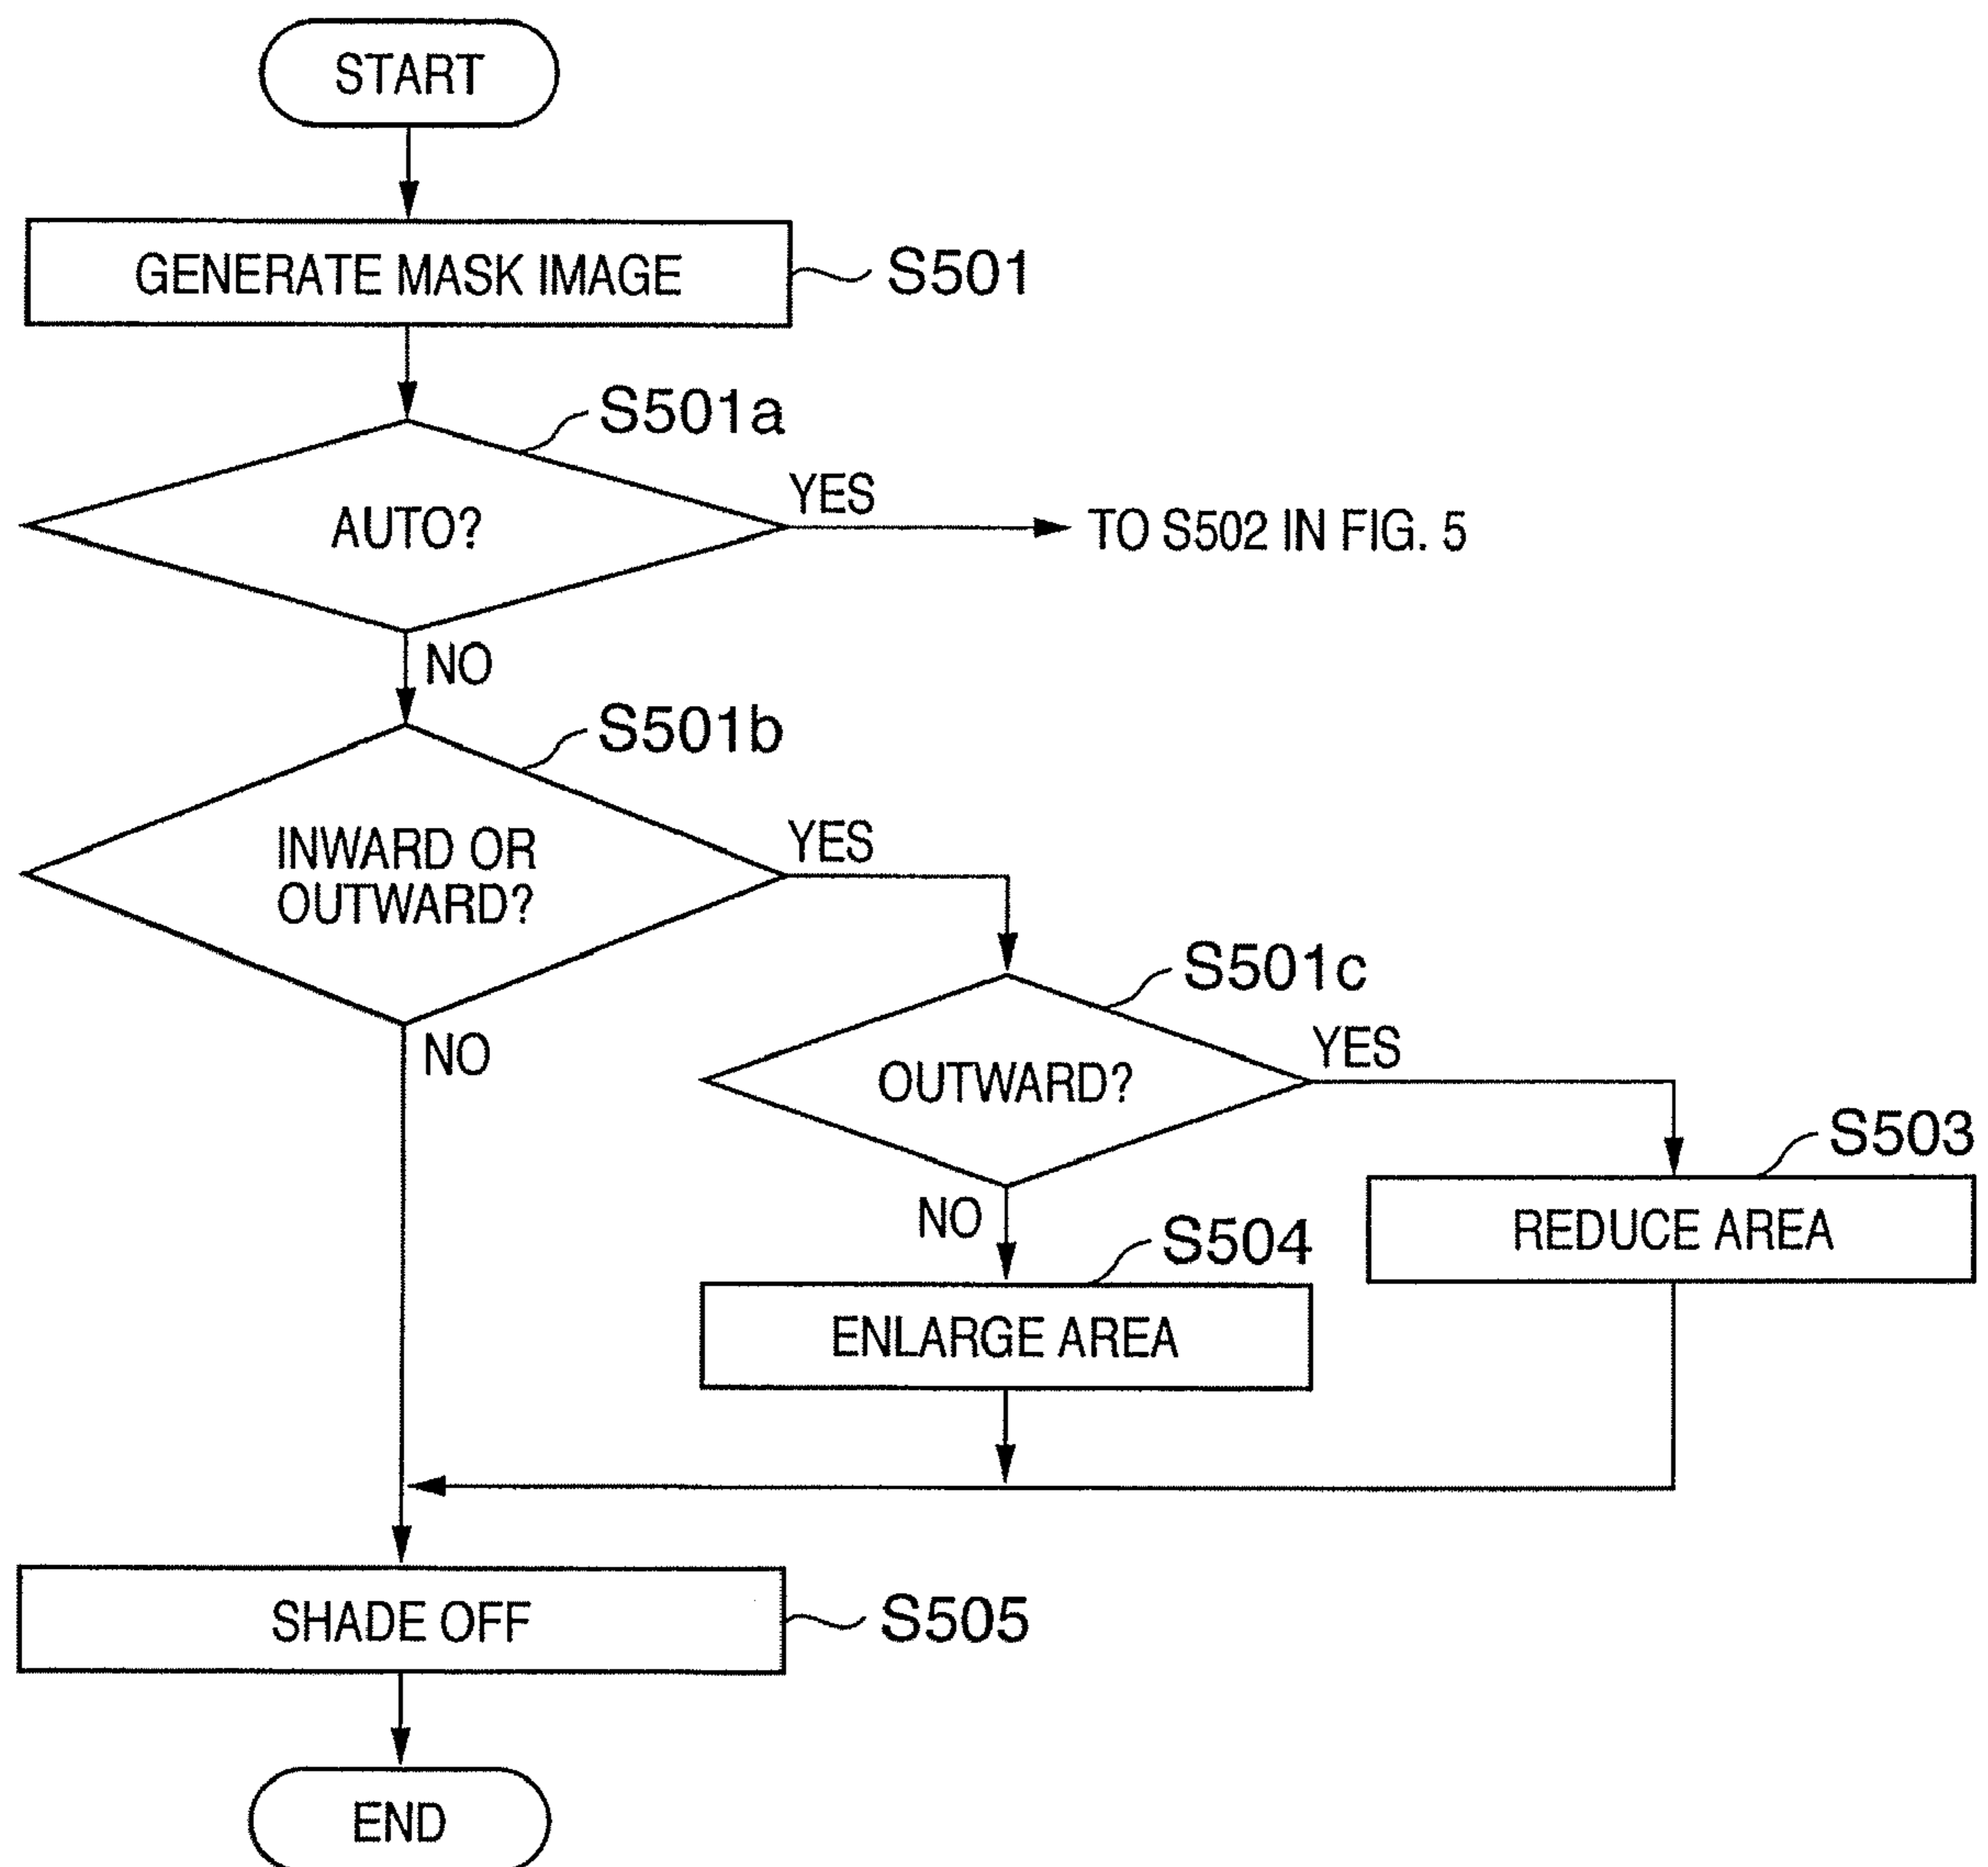 START
GENERATE MASK IMAGE
S501
S501a
AUTO?
YES
TO S502 IN FIG. 5
NO
S501b
INWARD OR
OUTWARD?
YES
NO
S501c
OUTWARD?
YES
NO
S503
REDUCE AREA
S504
ENLARGE AREA
SHADE OFF
S505
END